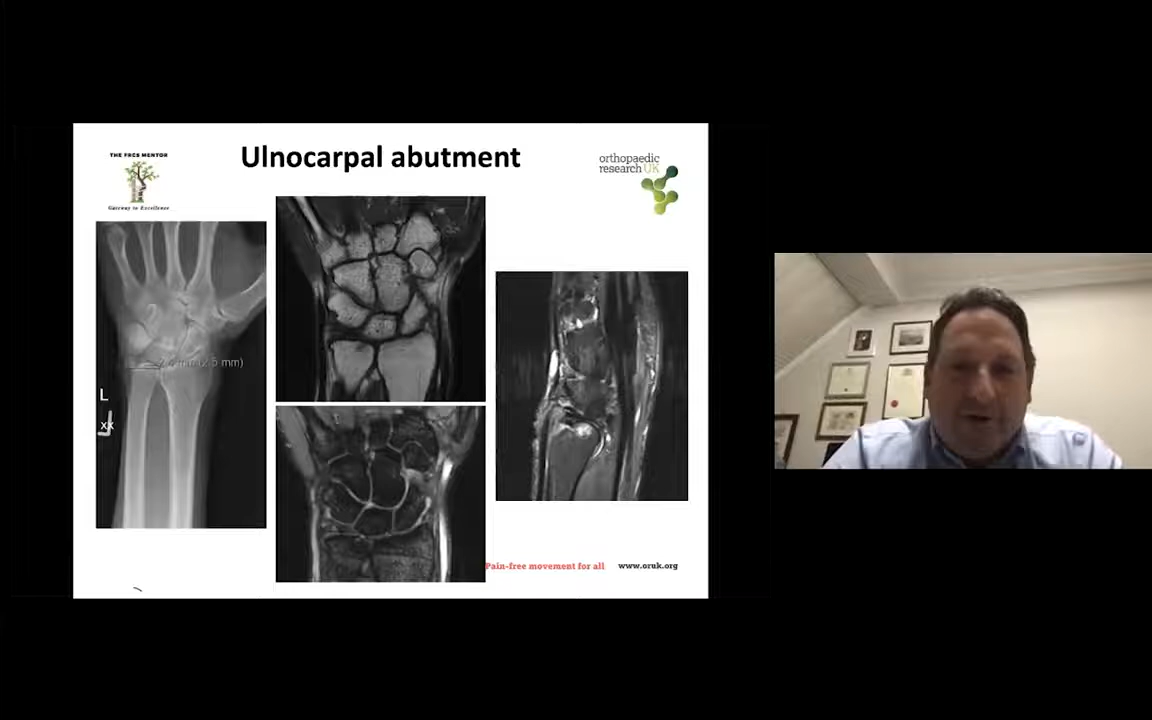 THE FRCS MENTOR
Gateway to Excellence
Ulnocarpal abutment
orthopaedic
research UK
mm)
L
Pain-free movement for all
www.oruk.org